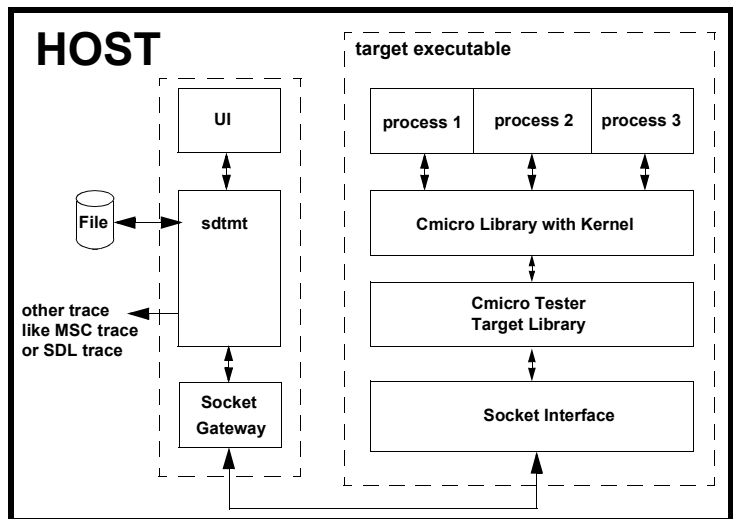 HOST
target executable
UI
process 1
process 2
process 3
File
sdtmt
Cmicro Library with Kernel
other trace
like MSC trace
or SDL trace
Cmicro Tester
Target Library
Socket
Gateway
Socket Interface